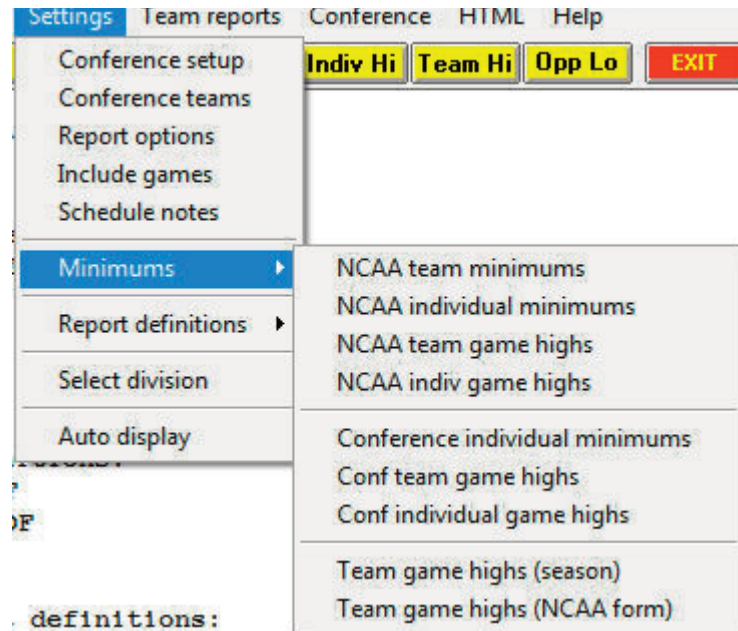 Settings Team reports Conference HTML Help
Indiv Hi Team Hi Opp Lo EXIT
Conference setup
Conference teams
Report options
Include games
Schedule notes
Minimums
Report definitions
Select division
Auto display
NCAA team minimums
NCAA individual minimums
NCAA team game highs
NCAA indiv game highs
Conference individual minimums
Conf team game highs
Conf individual game highs
Team game highs (season)
Team game highs (NCAA form)
definitions: